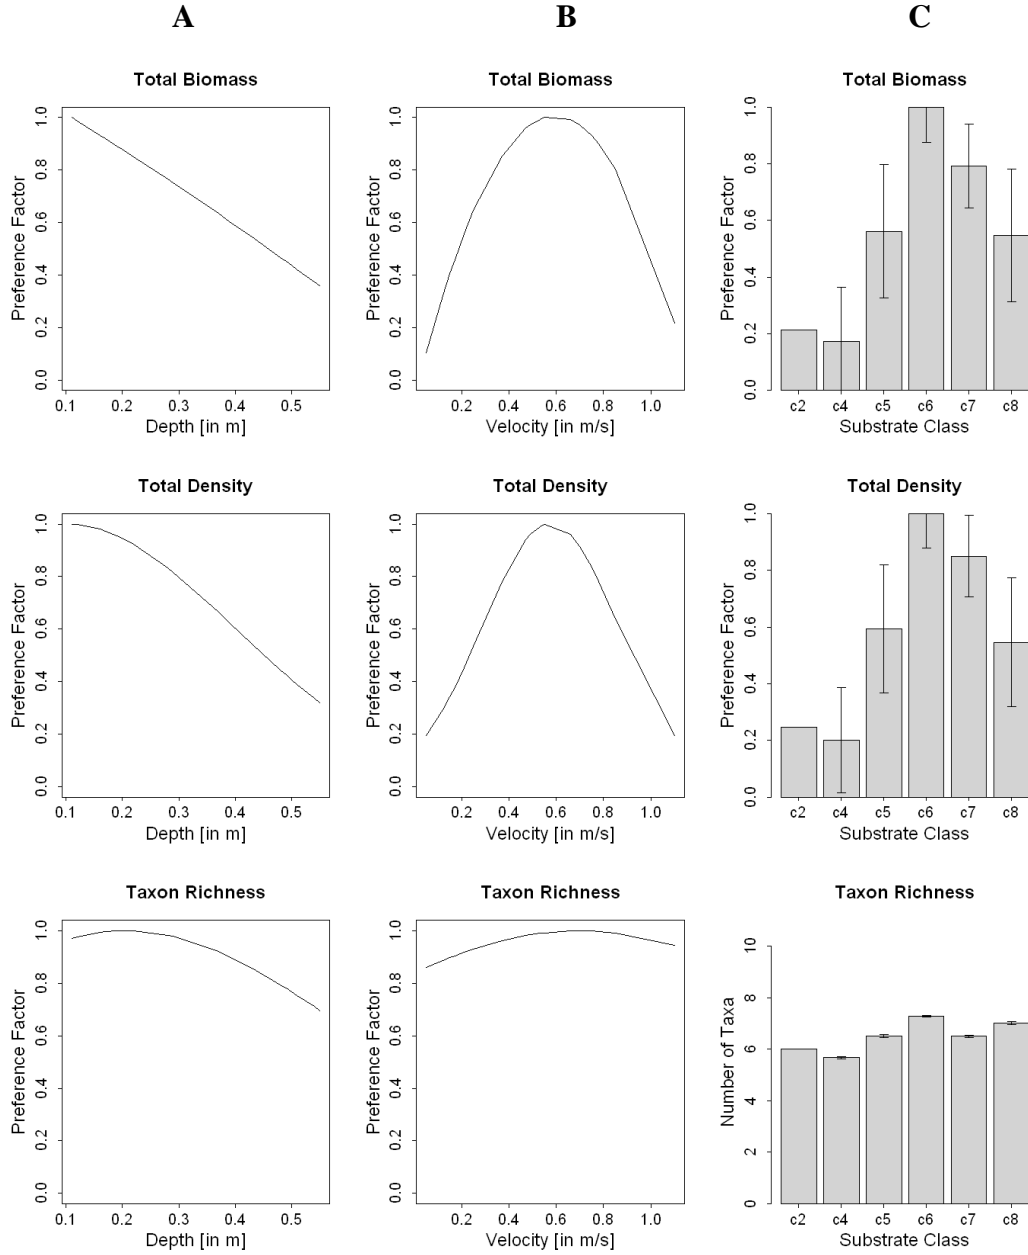 A
B
C
Total Biomass
Preference Factor
0.0 0.2 0.4 0.6 0.8 1.0
0.1 0.2 0.3 0.4 0.5
Depth [in m]
Total Biomass
Preference Factor
0.0 0.2 0.4 0.6 0.8 1.0
0.2 0.4 0.6 0.8 1.0
Velocity [in m/s]
Total Biomass
Preference Factor
0.0 0.2 0.4 0.6 0.8 1.0
c2 c4 c5 c6 c7 c8
Substrate Class
Total Density
Preference Factor
0.0 0.2 0.4 0.6 0.8 1.0
0.1 0.2 0.3 0.4 0.5
Depth [in m]
Total Density
Preference Factor
0.0 0.2 0.4 0.6 0.8 1.0
0.2 0.4 0.6 0.8 1.0
Velocity [in m/s]
Total Density
Preference Factor
0.0 0.2 0.4 0.6 0.8 1.0
c2 c4 c5 c6 c7 c8
Substrate Class
Taxon Richness
Preference Factor
0.0 0.2 0.4 0.6 0.8 1.0
0.1 0.2 0.3 0.4 0.5
Depth [in m]
Taxon Richness
Preference Factor
0.0 0.2 0.4 0.6 0.8 1.0
0.2 0.4 0.6 0.8 1.0
Velocity [in m/s]
Taxon Richness
Number of Taxa
0 2 4 6 8 10
c2 c4 c5 c6 c7 c8
Substrate Class